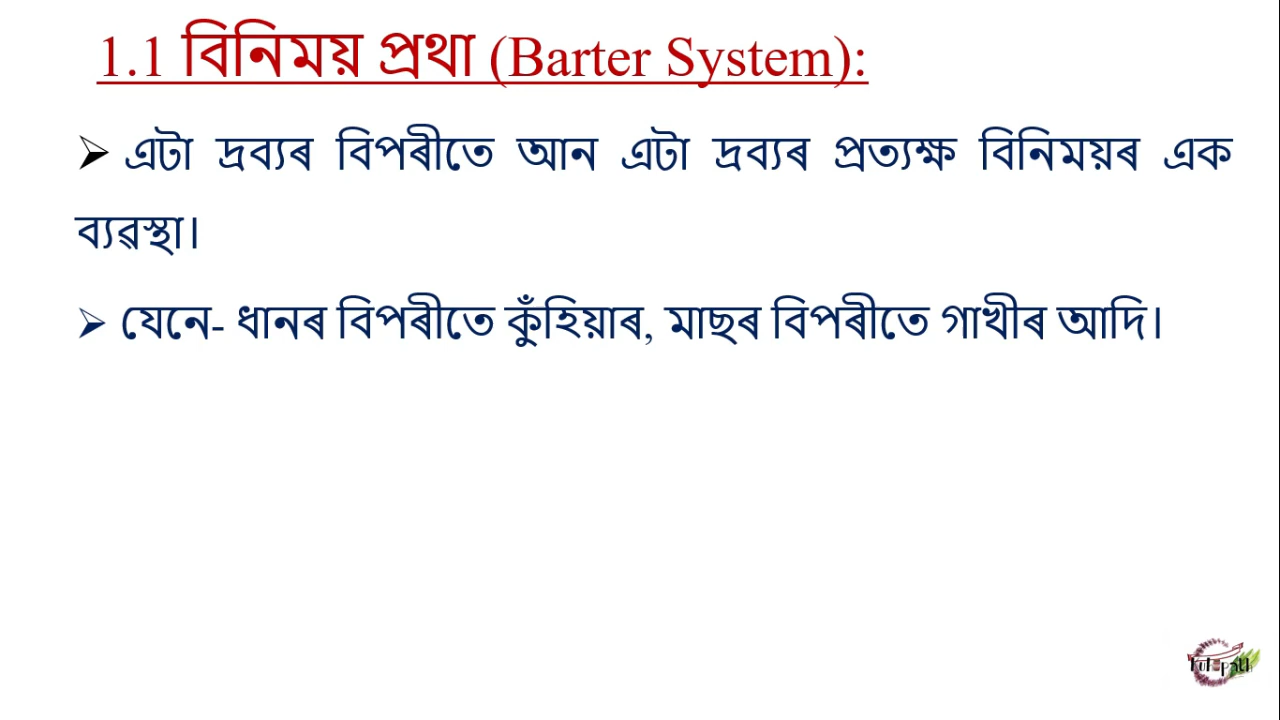 1.1 বিনিময় প্ৰথা (Barter System):
➢ এটা দ্ৰব্যৰ বিপৰীতে আন এটা দ্ৰব্যৰ প্ৰত্যক্ষ বিনিময়ৰ এক
ব্যৱস্থা।
➢ যেনে- ধানৰ বিপৰীতে কুঁহিয়াৰ, মাছৰ বিপৰীতে গাখীৰ আদি।